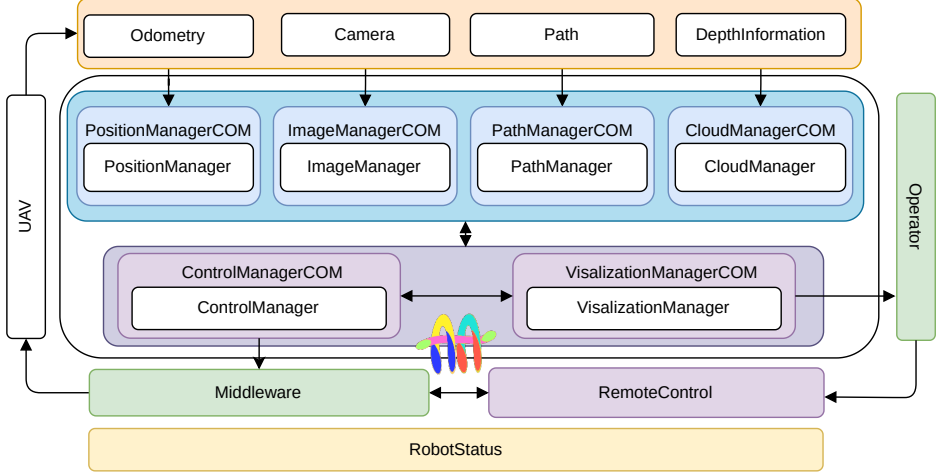 Odometry
Camera
Path
DepthInformation
PositionManagerCOM
ImageManagerCOM
PathManagerCOM
CloudManagerCOM
PositionManager
ImageManager
PathManager
CloudManager
UAV
Operator
ControlManagerCOM
VisalizationManagerCOM
ControlManager
VisalizationManager
Middleware
RemoteControl
RobotStatus